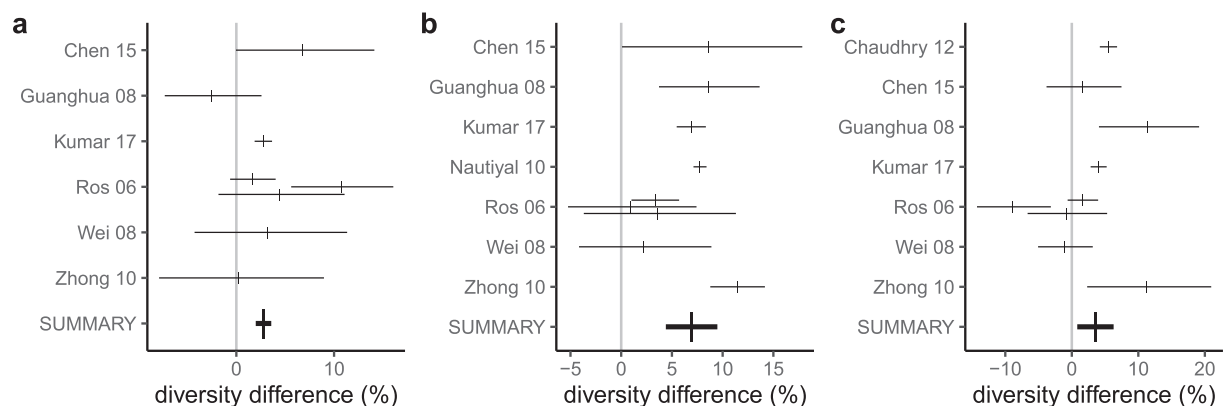 a
Chen 15
Guanghua 08
Kumar 17
Ros 06
Wei 08
Zhong 10
SUMMARY
0 10
diversity difference (%)
b
Chen 15
Guanghua 08
Kumar 17
Nautiyal 10
Ros 06
Wei 08
Zhong 10
SUMMARY
−5 0 5 10 15
diversity difference (%)
c
Chaudhry 12
Chen 15
Guanghua 08
Kumar 17
Ros 06
Wei 08
Zhong 10
SUMMARY
−10 0 10 20
diversity difference (%)